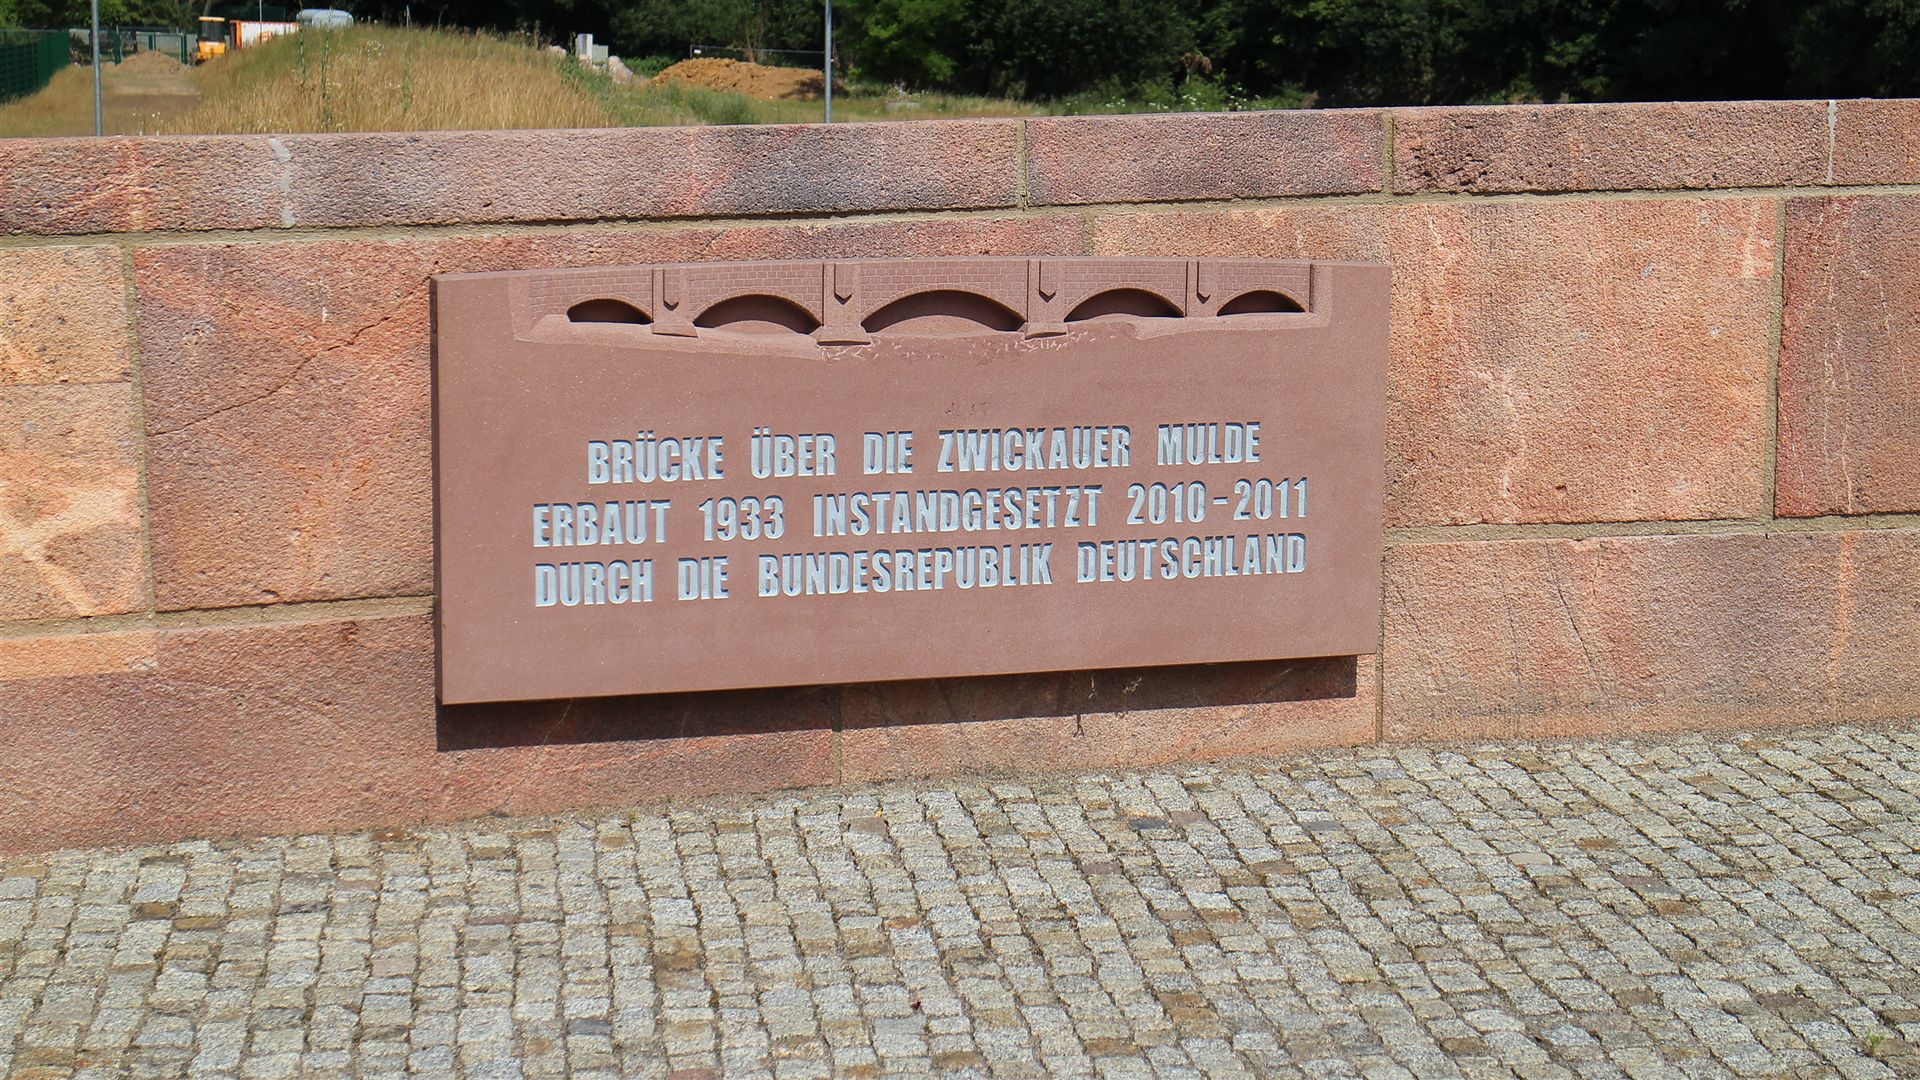 BRÜCKE ÜBER DIE ZWICKAUER MULDE
ERBAUT 1933 INSTANDGESETZT 2010-2011
DURCH DIE BUNDESREPUBLIK DEUTSCHLAND